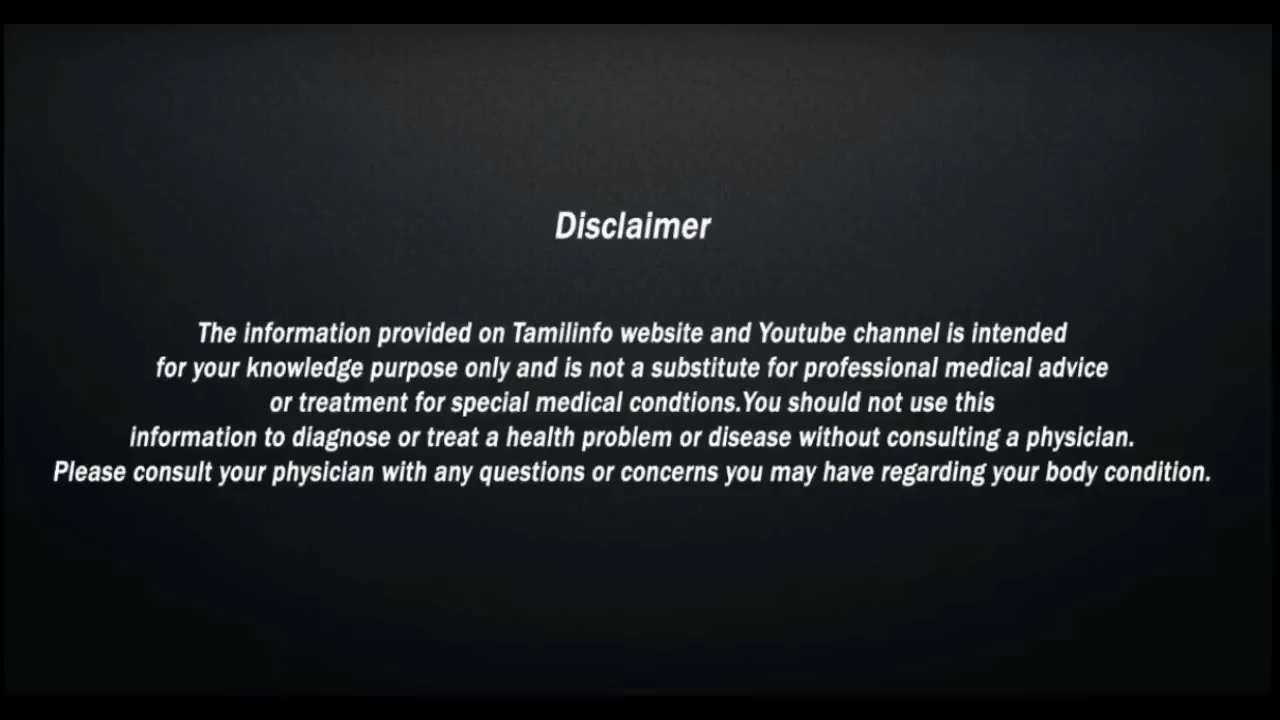 Disclaimer
The information provided on Tamilinfo website and Youtube channel is intended
for your knowledge purpose only and is not a substitute for professional medical advice
or treatment for special medical condtions.You should not use this
information to diagnose or treat a health problem or disease without consulting a physician.
Please consult your physician with any questions or concerns you may have regarding your body condition.